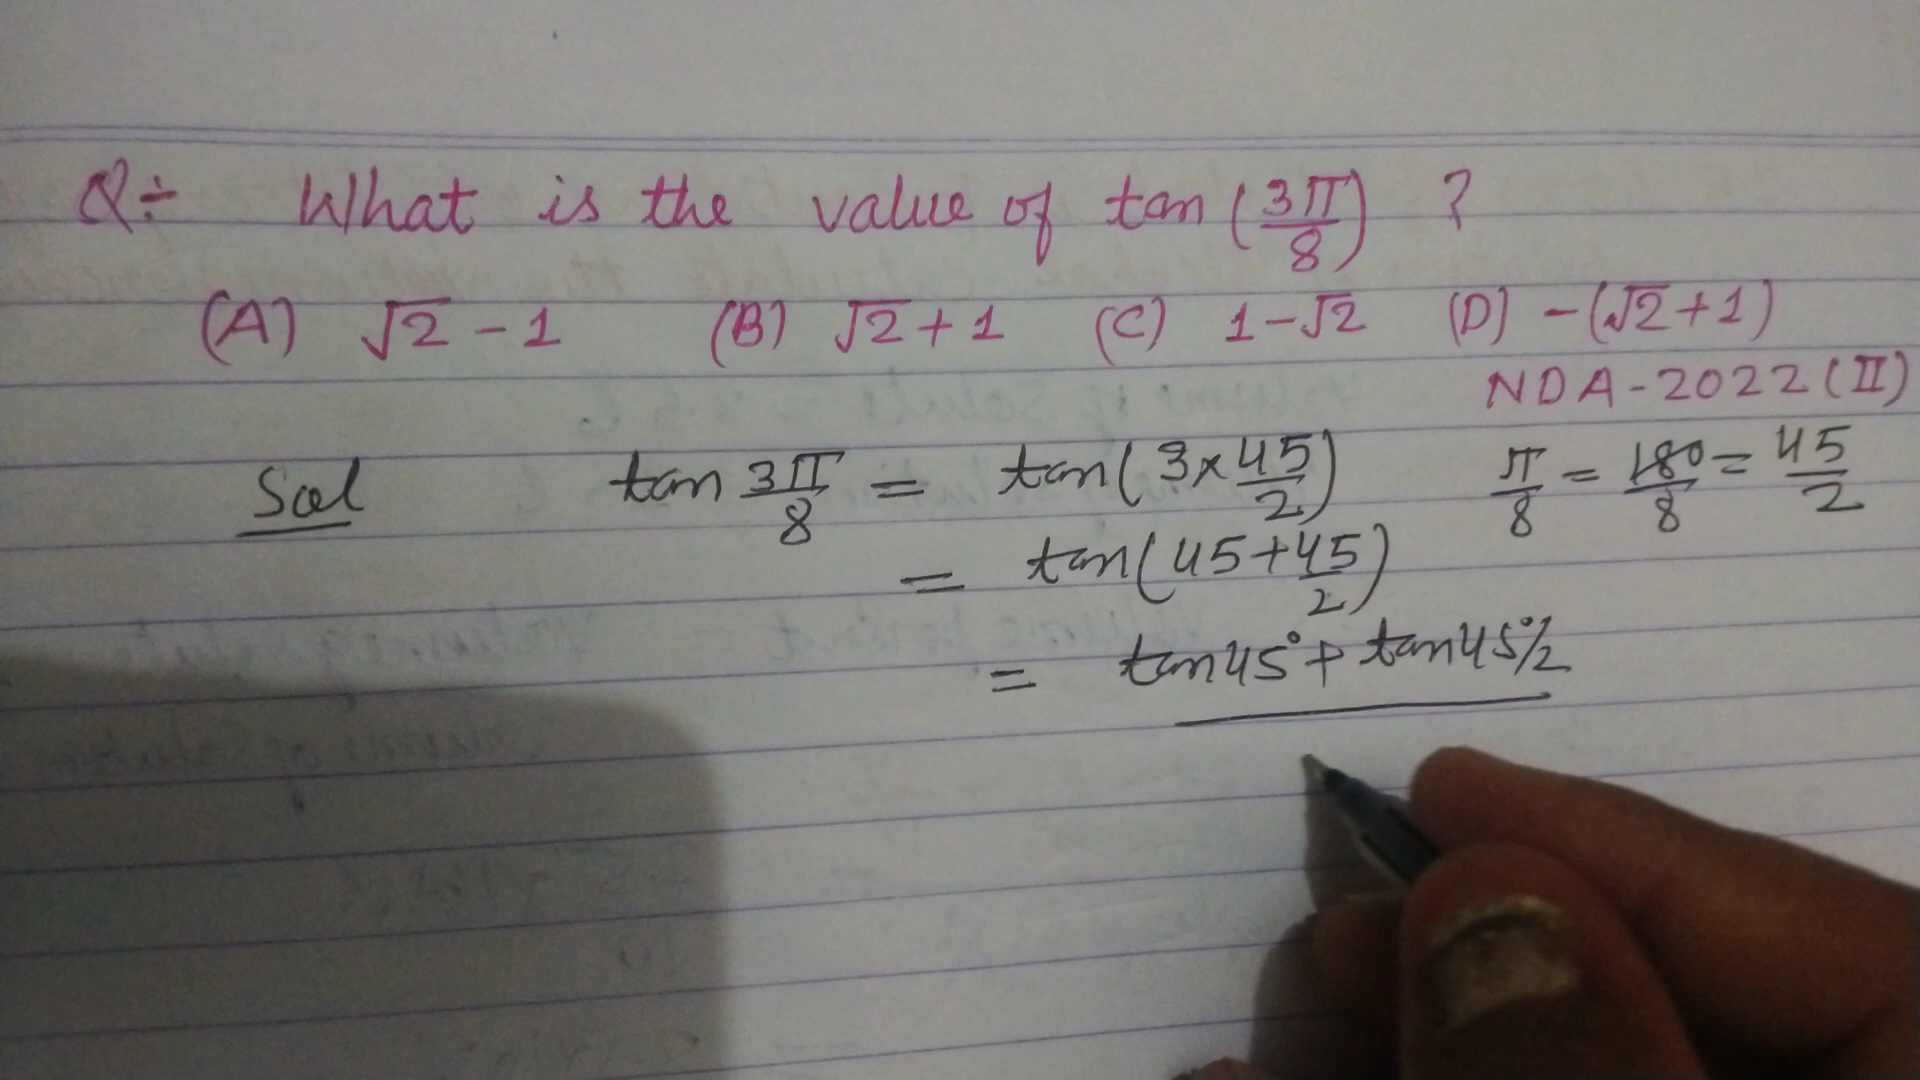 Q÷ What is the value of tan(3π/8) ?
(A) √2 - 1 (B) √2 + 1 (C) 1 - √2 (D) -(√2 + 1)
NDA - 2022 (II)
Sol tan 3π/8 = tan(3×45/2) π/8 = 180/8 = 45/2
= tan(45+45/2)
= tan45° + tan45°/2